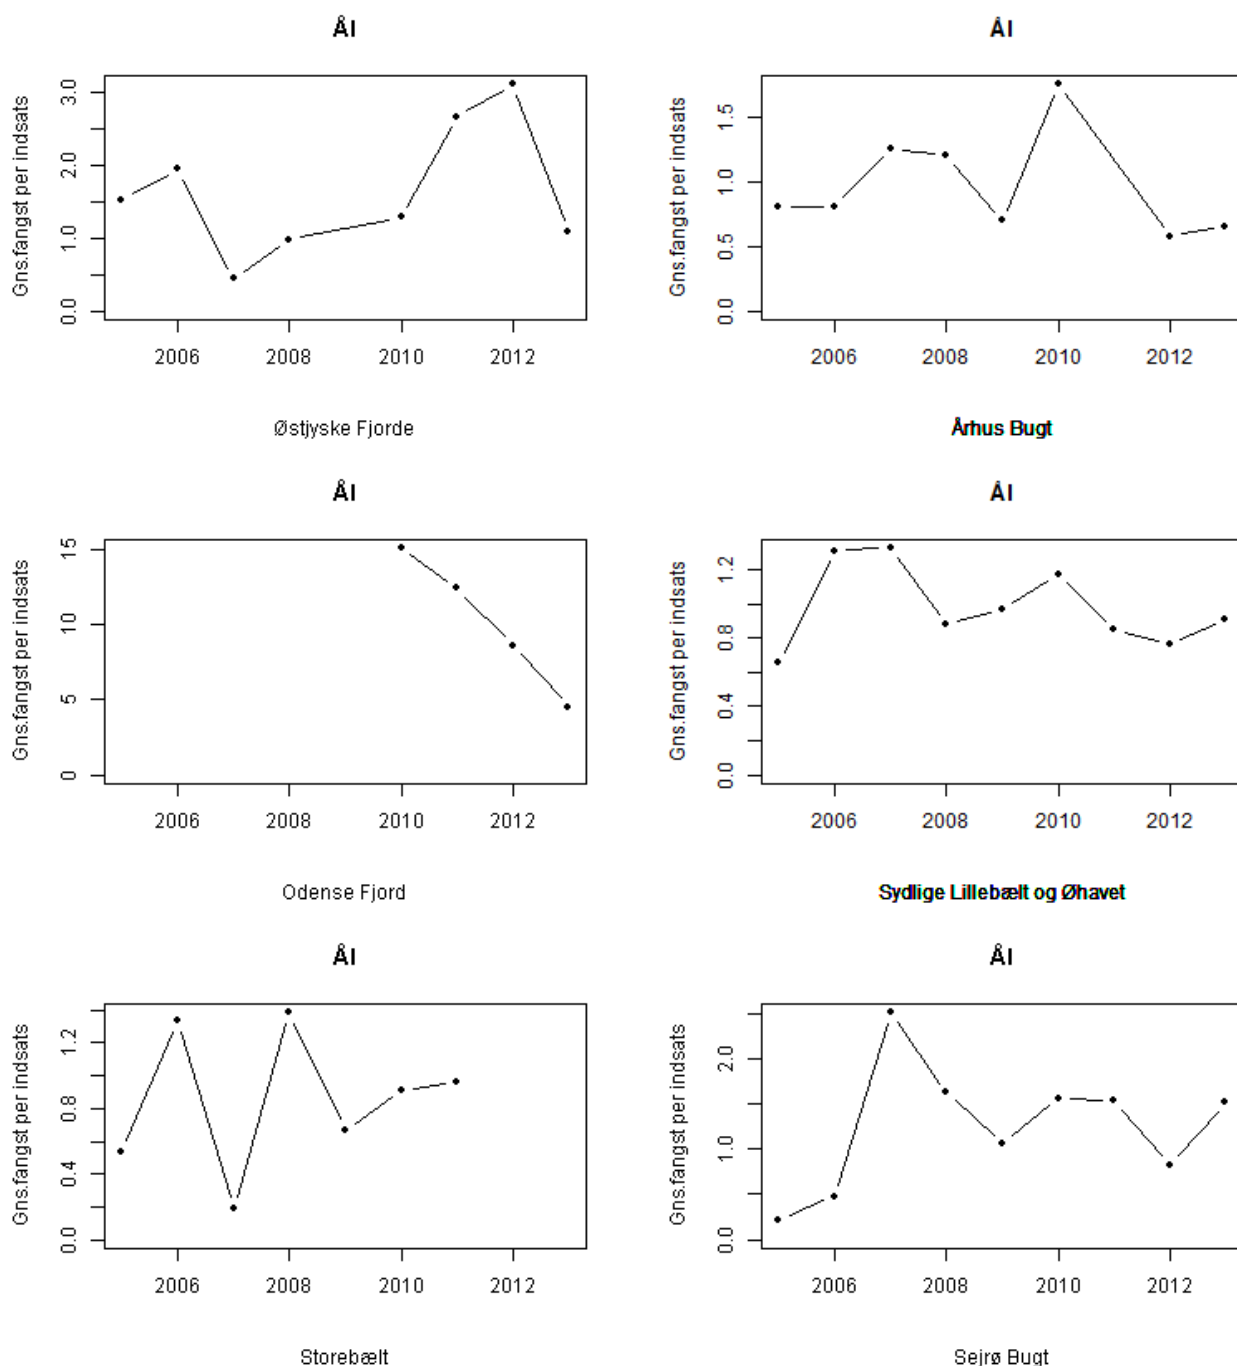 Ål
Gns.fangst per indsats
0.0
1.0
2.0
3.0
2006 2008 2010 2012
Østjyske Fjorde
Ål
Gns.fangst per indsats
0.0
0.5
1.0
1.5
2006 2008 2010 2012
Århus Bugt
Ål
Gns.fangst per indsats
0
5
10
15
2006 2008 2010 2012
Odense Fjord
Ål
Gns.fangst per indsats
0.0
0.4
0.8
1.2
2006 2008 2010 2012
Sydlige Lillebælt og Øhavet
Ål
Gns.fangst per indsats
0.0
0.4
0.8
1.2
2006 2008 2010 2012
Storebælt
Ål
Gns.fangst per indsats
0.0
1.0
2.0
2006 2008 2010 2012
Sejrø Bugt